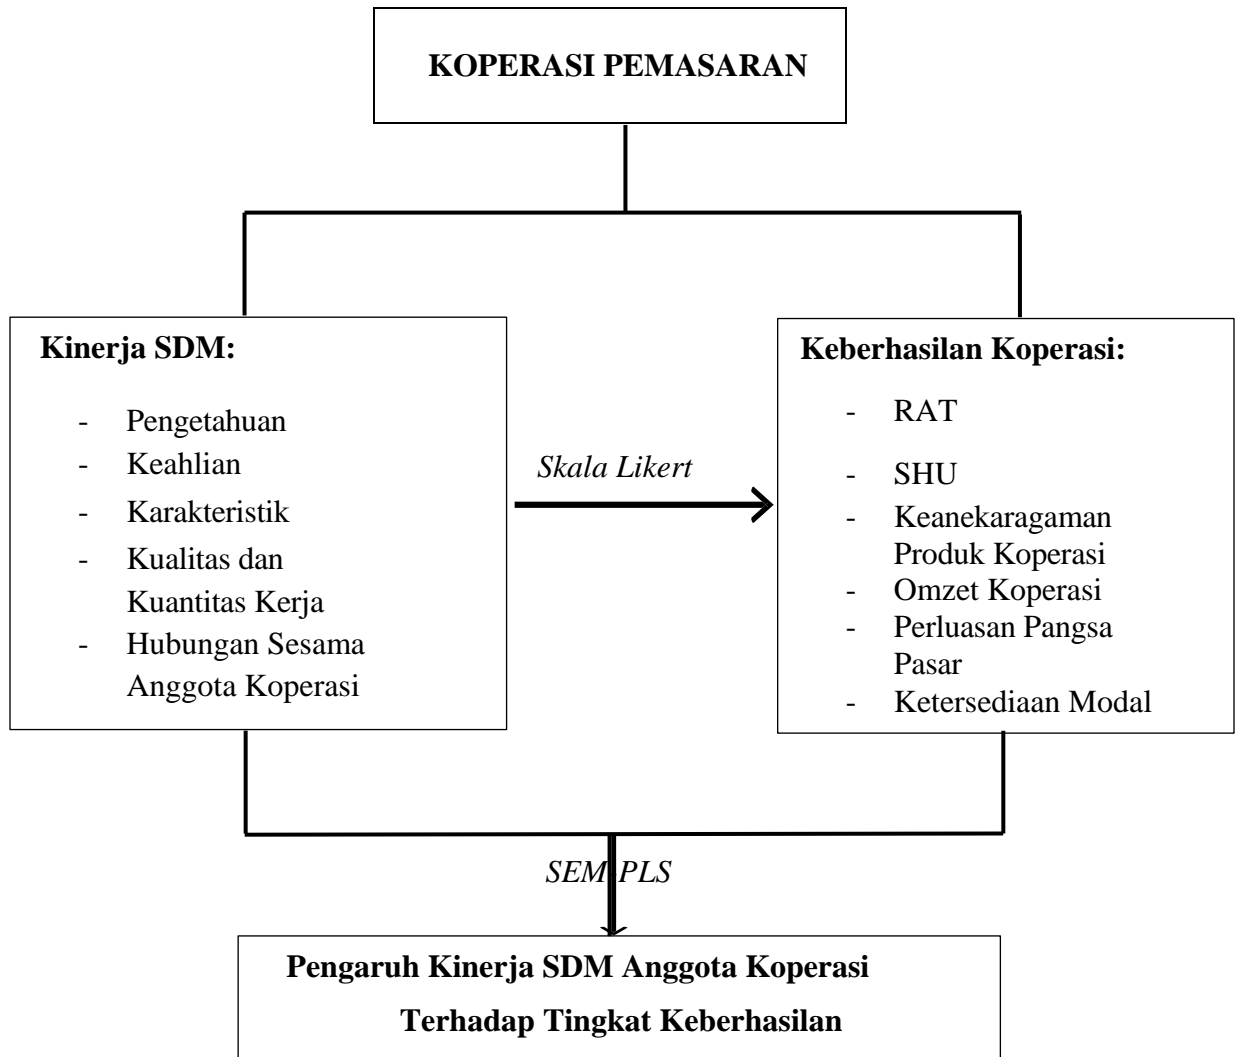 KOPERASI PEMASARAN
Kinerja SDM:
- Pengetahuan
- Keahlian
- Karakteristik
- Kualitas dan
Kuantitas Kerja
- Hubungan Sesama
Anggota Koperasi
Skala Likert
Keberhasilan Koperasi:
- RAT
- SHU
- Keanekaragaman
Produk Koperasi
- Omzet Koperasi
- Perluasan Pangsa
Pasar
- Ketersediaan Modal
SEM PLS
Pengaruh Kinerja SDM Anggota Koperasi
Terhadap Tingkat Keberhasilan